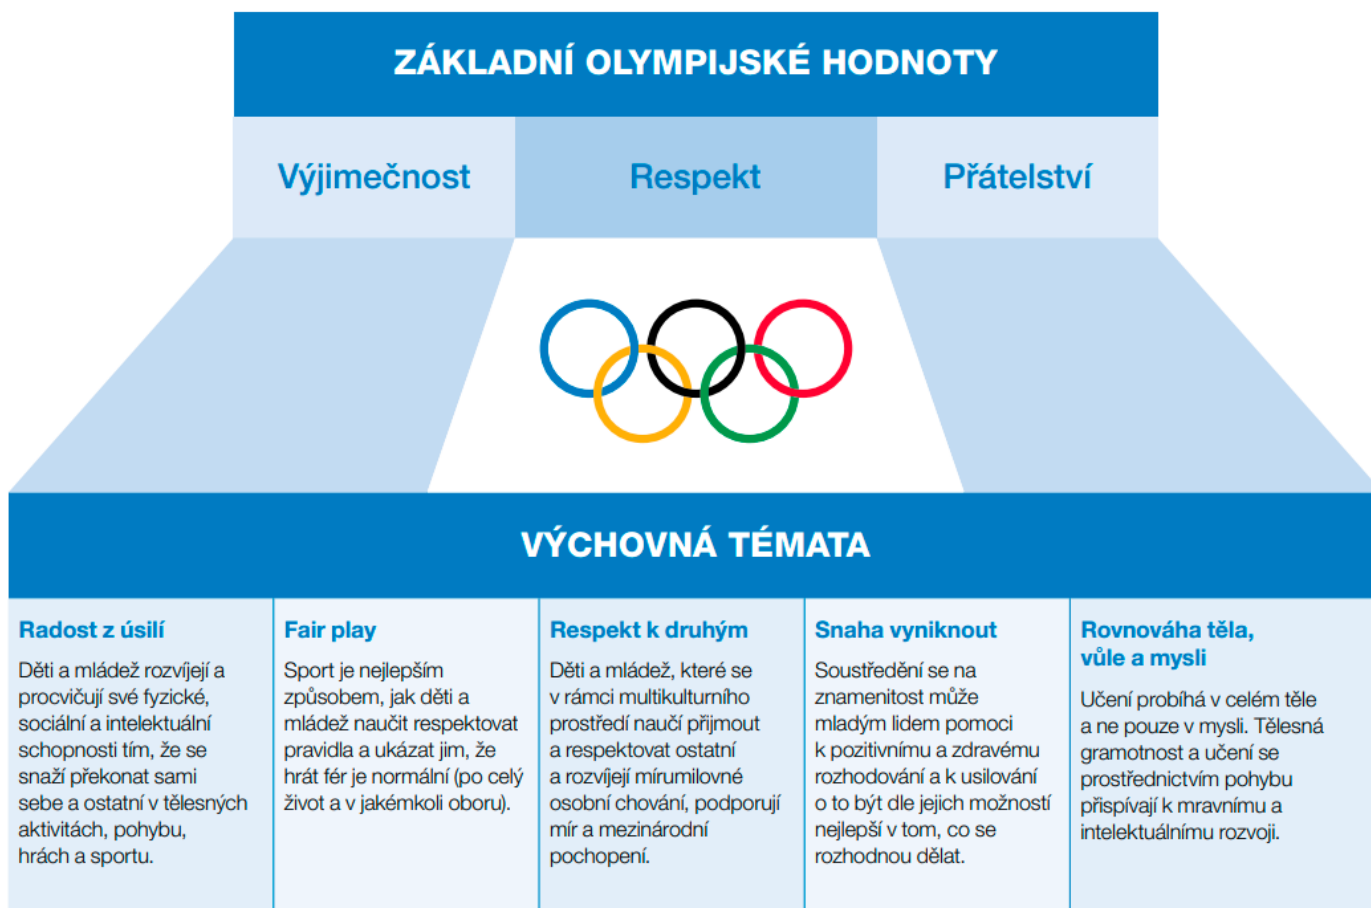 ZÁKLADNÍ OLYMPIJSKÉ HODNOTY
Výjimečnost
Respekt
Přátelství
VÝCHOVNÁ TÉMATA
Radost z úsilí
Děti a mládež rozvíjejí a
procvičují své fyzické,
sociální a intelektuální
schopnosti tím, že se
snaží překonat sami
sebe a ostatní v tělesných
aktivitách, pohybu,
hrách a sportu.
Fair play
Sport je nejlepším
způsobem, jak děti a
mládež naučit respektovat
pravidla a ukázat jim, že
hrát fér je normální (po celý
život a v jakémkoli oboru).
Respekt k druhým
Děti a mládež, které se
v rámci multikulturního
prostředí naučí přijmout
a respektovat ostatní
a rozvíjejí mírumilovné
osobní chování, podporují
mír a mezinárodní
pochopení.
Snaha vyniknout
Soustředění se na
znamenitost může
mladým lidem pomoci
k pozitivnímu a zdravému
rozhodování a k usilování
o to být dle jejich možností
nejlepší v tom, co se
rozhodnou dělat.
Rovnováha těla,
vůle a mysli
Učení probíhá v celém těle
a ne pouze v mysli. Tělesná
gramotnost a učení se
prostřednictvím pohybu
přispívají k mravnímu a
intelektuálnímu rozvoji.